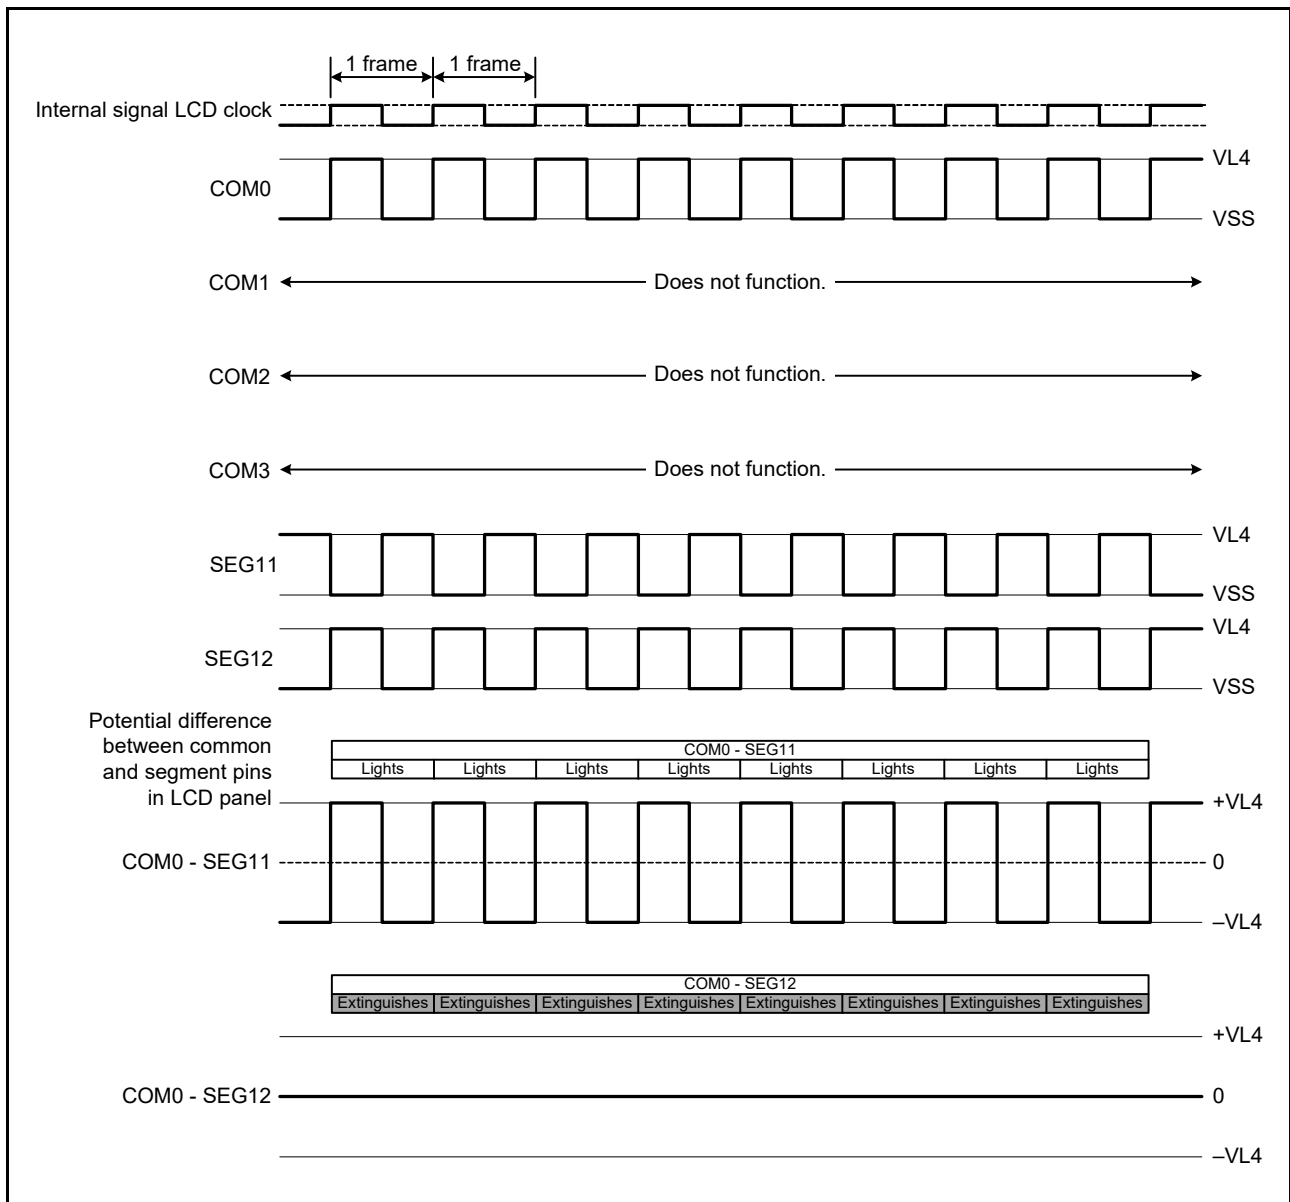 1 frame 1 frame
Internal signal LCD clock
COM0 VL4
VSS
COM1 Does not function.
COM2 Does not function.
COM3 Does not function.
SEG11 VL4
VSS
SEG12 VL4
VSS
Potential difference
between common
and segment pins
in LCD panel
COM0 - SEG11
Lights Lights Lights Lights Lights Lights Lights Lights
+VL4
COM0 - SEG11 0
–VL4
COM0 - SEG12
Extinguishes Extinguishes Extinguishes Extinguishes Extinguishes Extinguishes Extinguishes Extinguishes
+VL4
COM0 - SEG12 0
–VL4